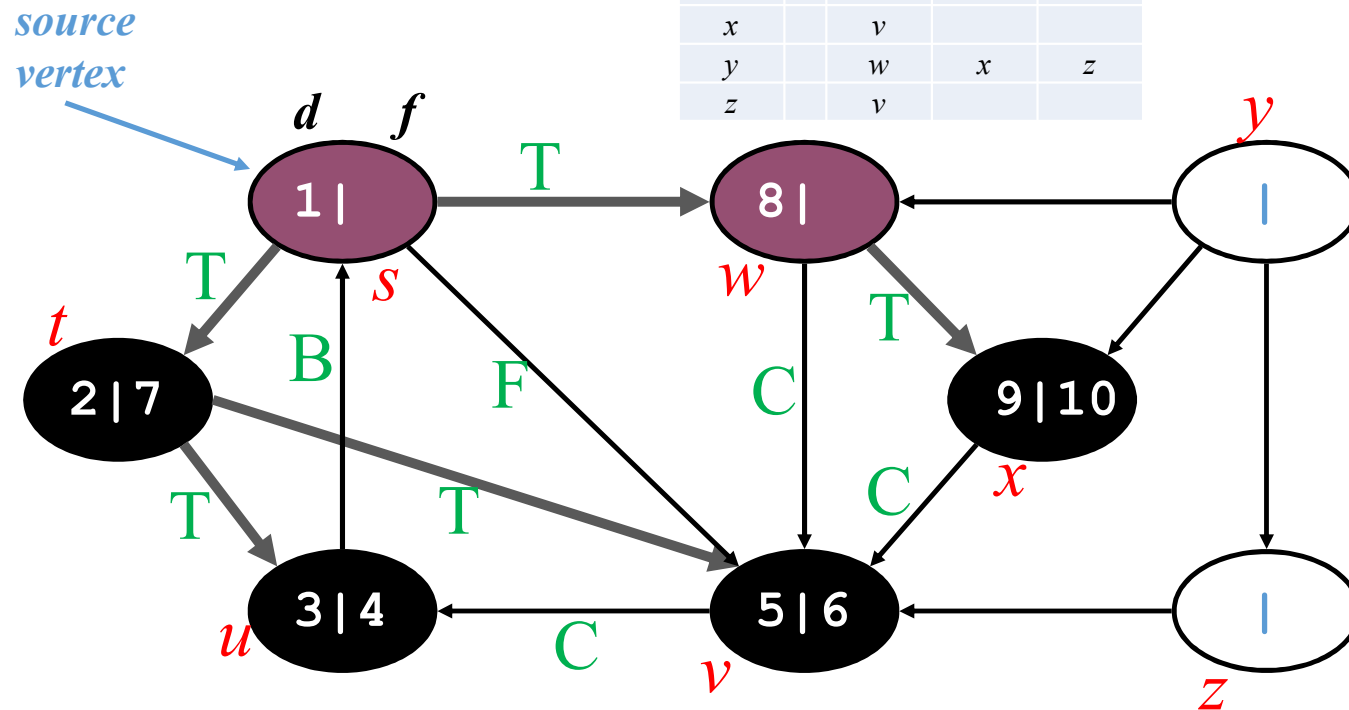 source
vertex
x v
y w x z
z v
d f
y
1| T 8| |
T s w T
t B F C
2|7 9|10
T T C x
3|4 5|6 |
u C v z